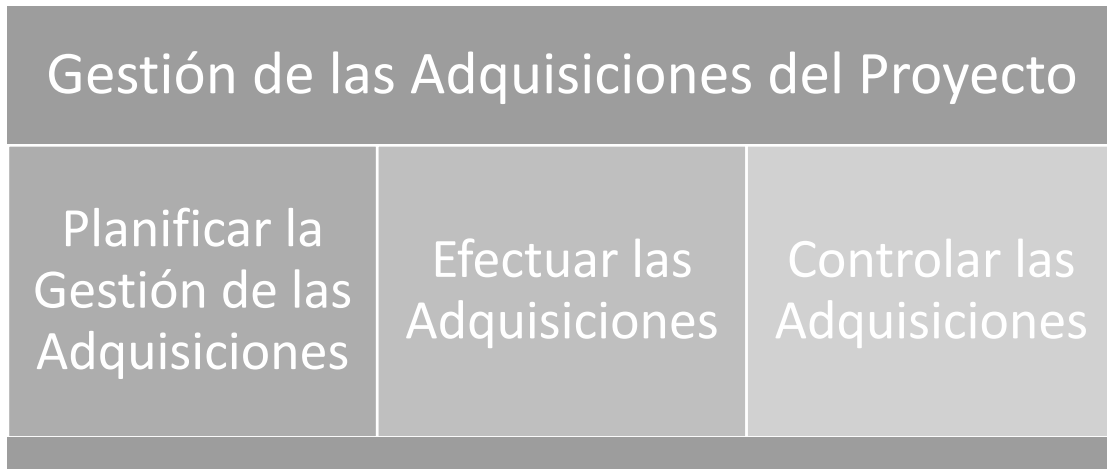 Gestión de las Adquisiciones del Proyecto
Planificar la
Gestión de las
Adquisiciones
Efectuar las
Adquisiciones
Controlar las
Adquisiciones